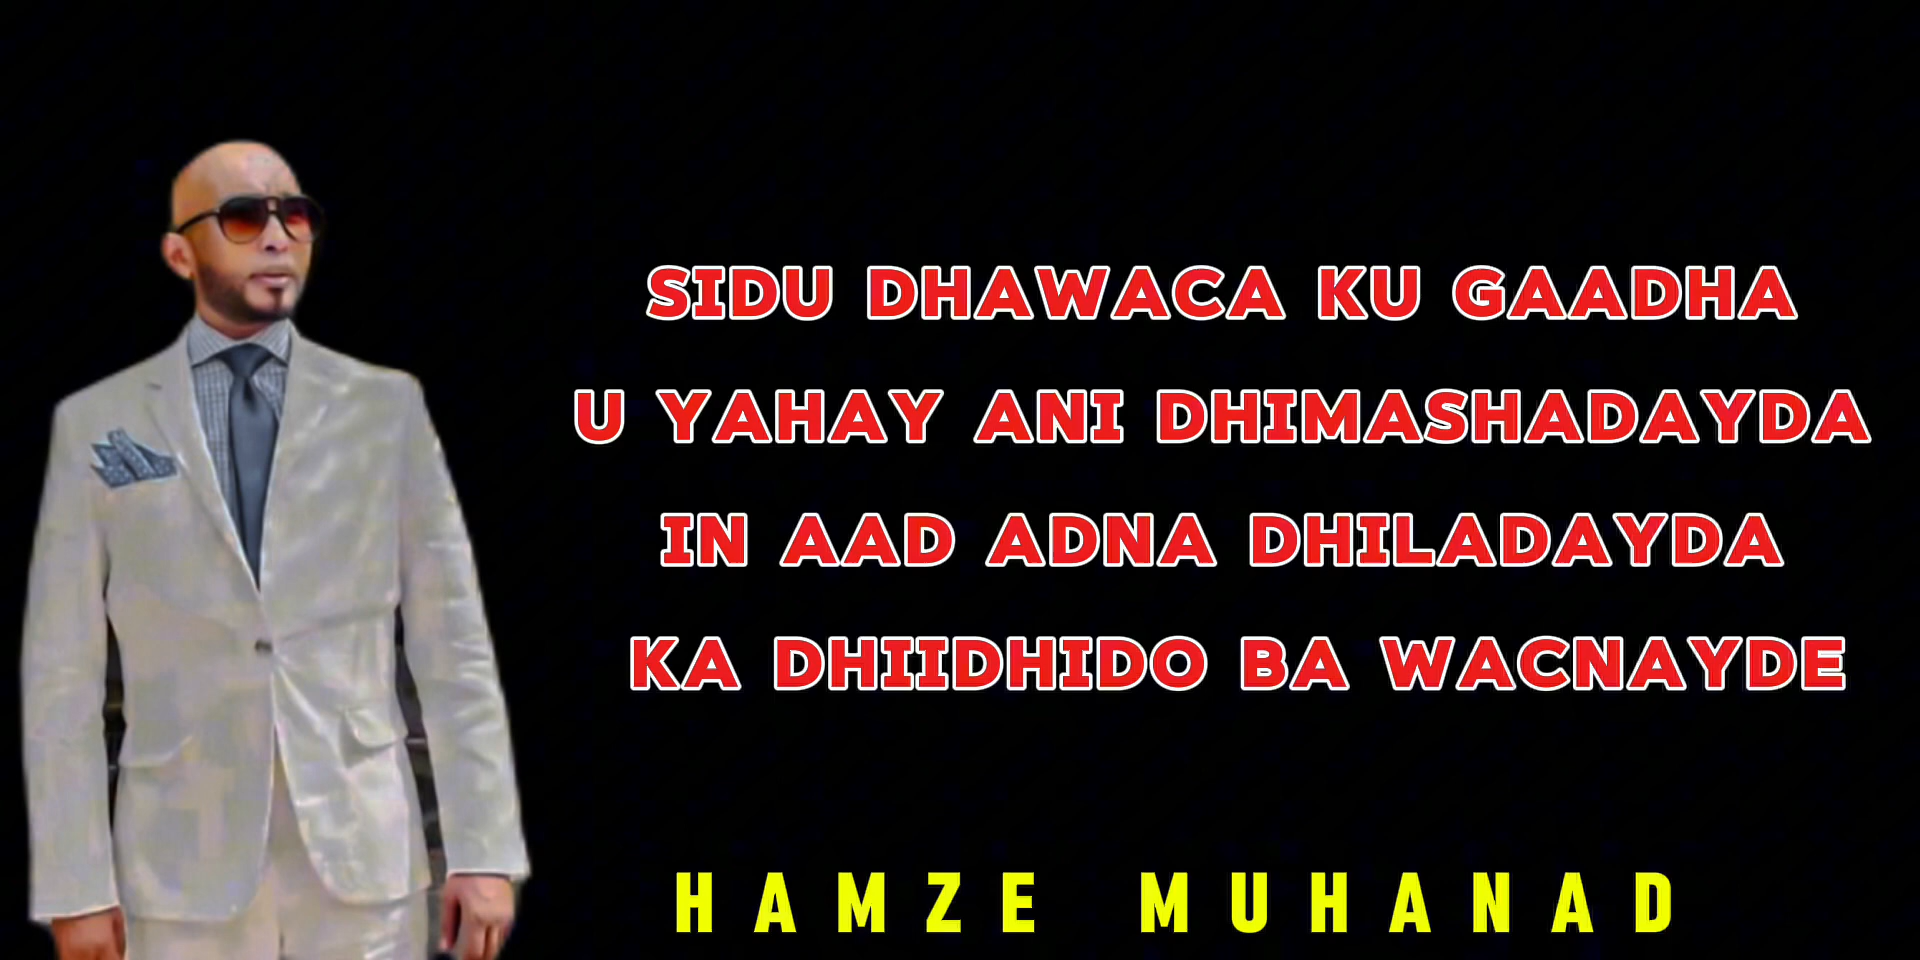 SIDU DHAWACA KU GAADHA
U YAHAY ANI DHIMASHADAYDA
IN AAD ADNA DHILADAYDA
KA DHIIDHIDO BA WACNAYDE
HAMZE MUHANAD